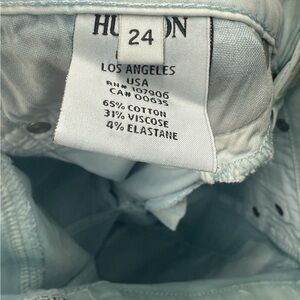 24
LOS ANGELES
USA
RN# 107906
CA# 00635
65% COTTON
31% VISCOSE
4% ELASTANE